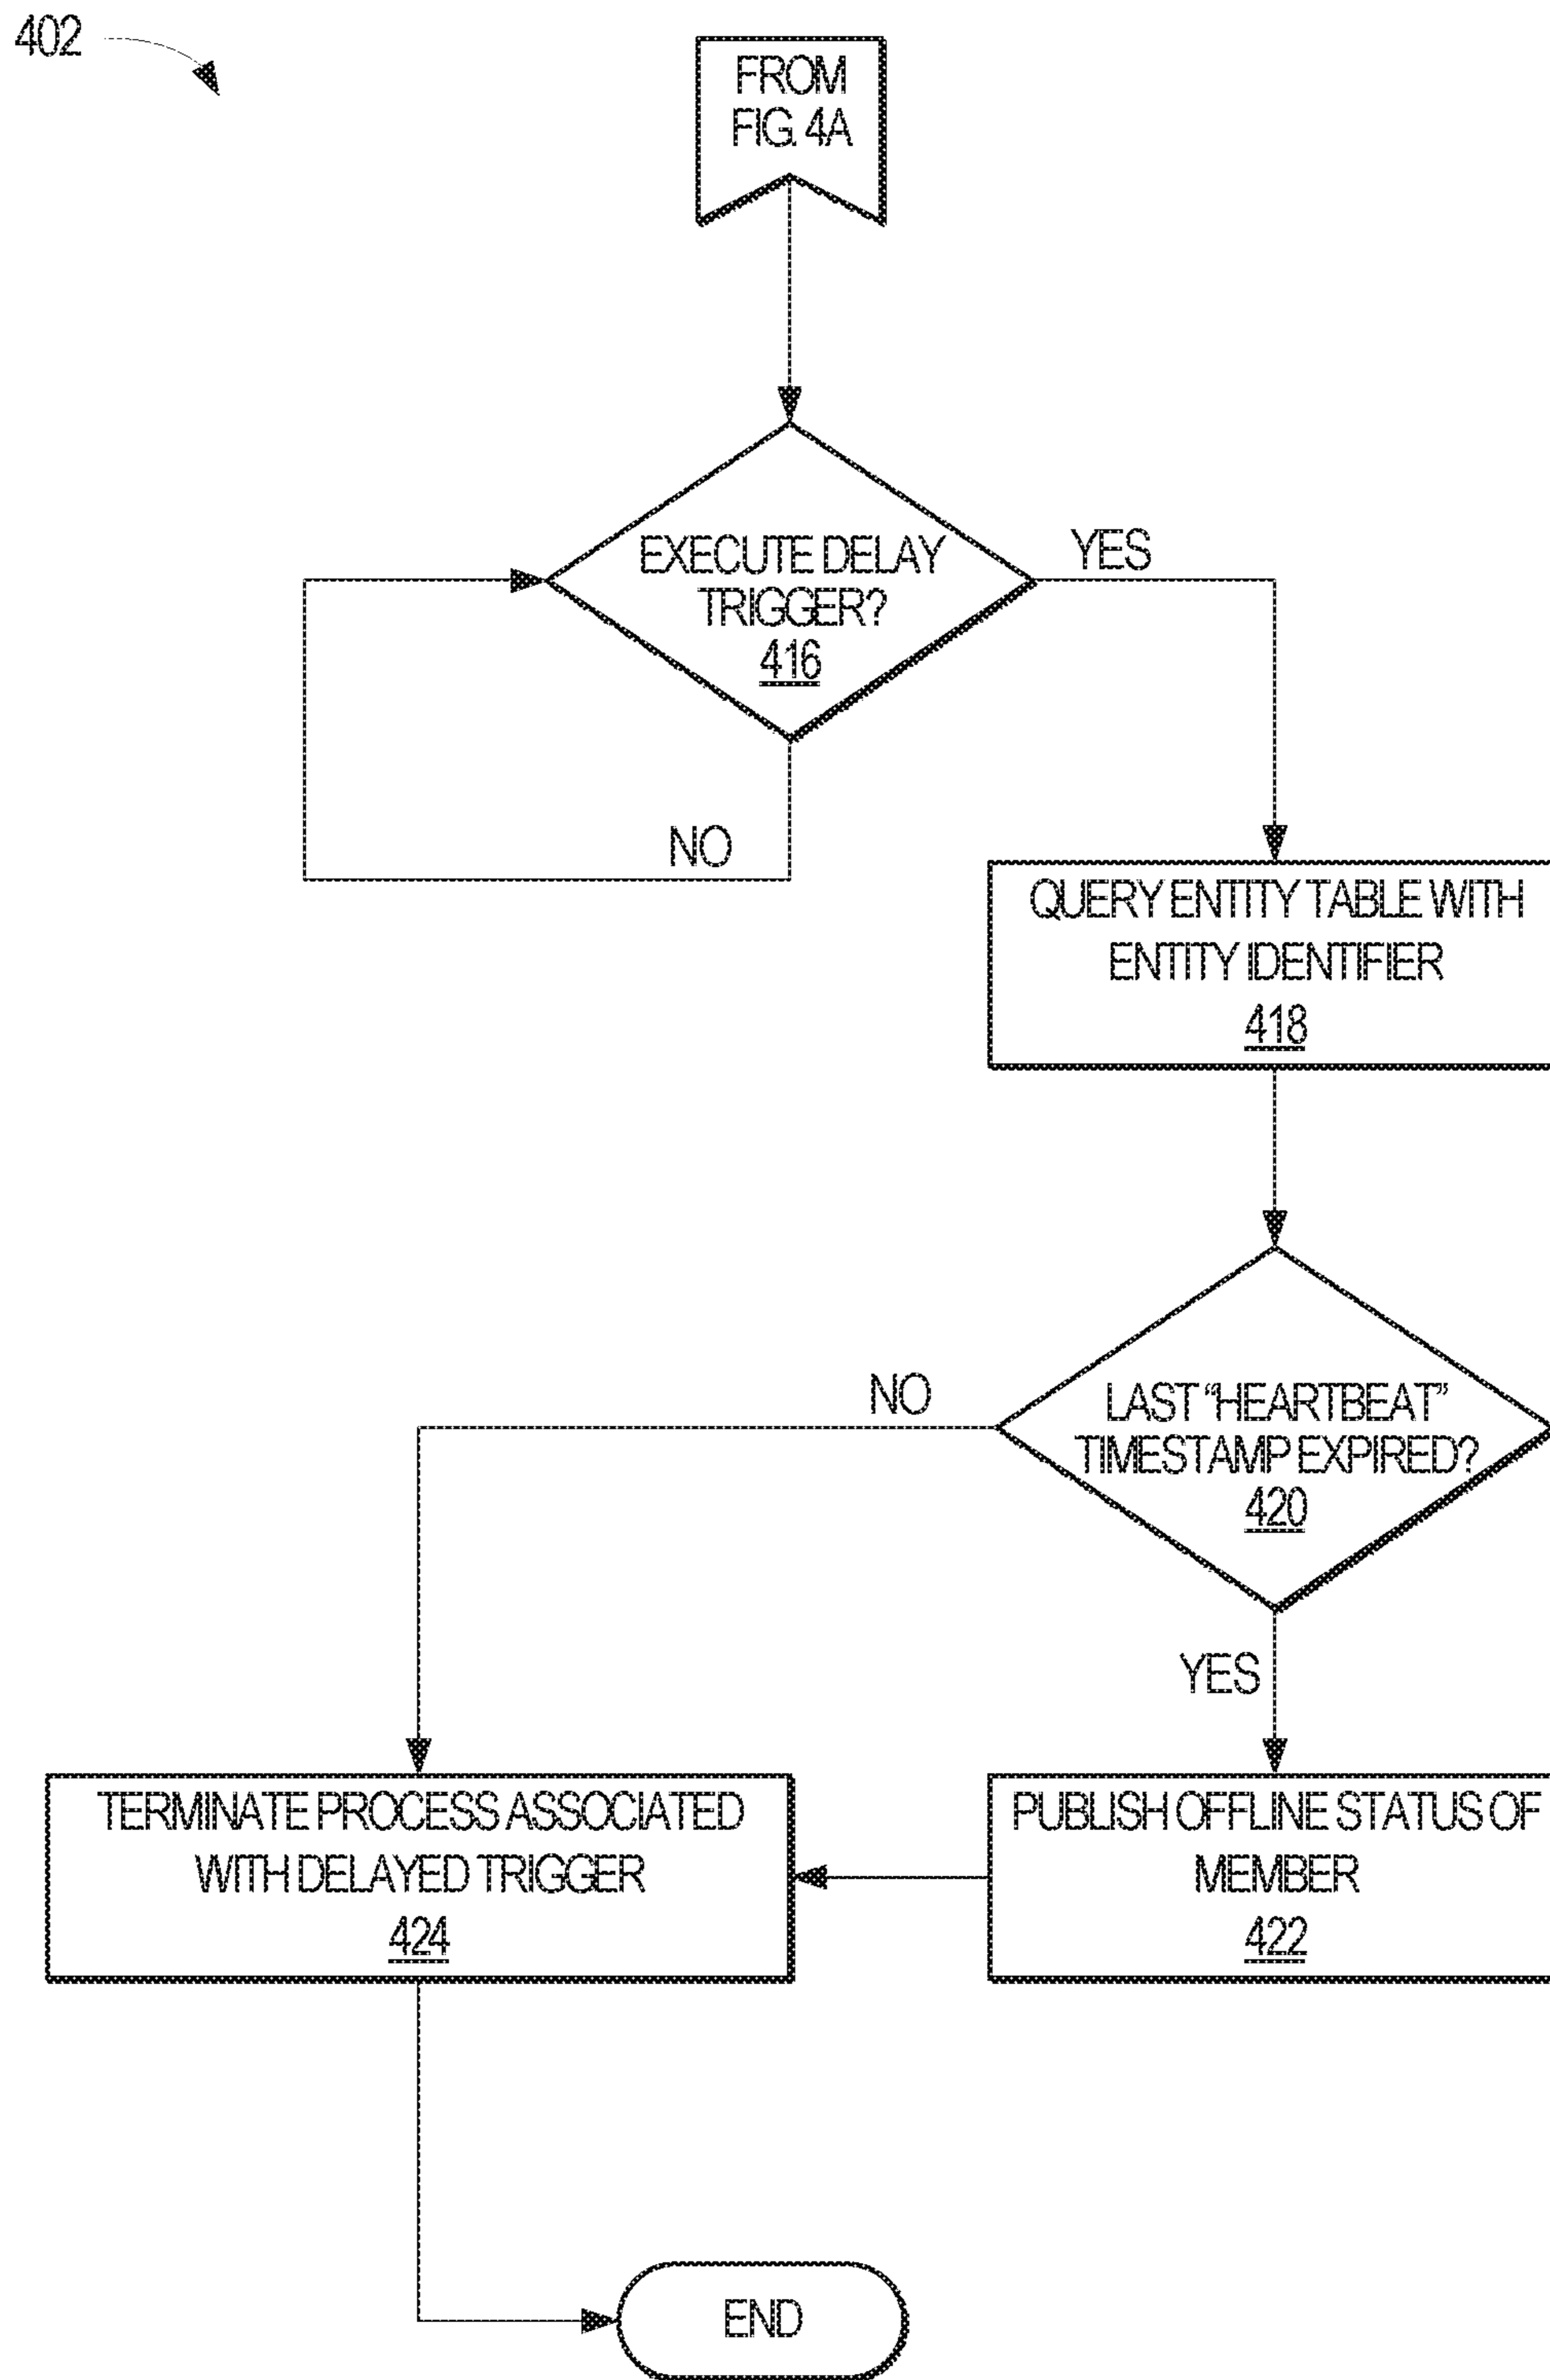 402
FROM
FIG. 4A
EXECUTE DELAY
TRIGGER?
416
YES
NO
QUERY ENTITY TABLE WITH
ENTITY IDENTIFIER
418
LAST “HEARTBEAT”
TIMESTAMP EXPIRED?
420
NO
YES
TERMINATE PROCESS ASSOCIATED
WITH DELAYED TRIGGER
424
PUBLISH OFFLINE STATUS OF
MEMBER
422
END